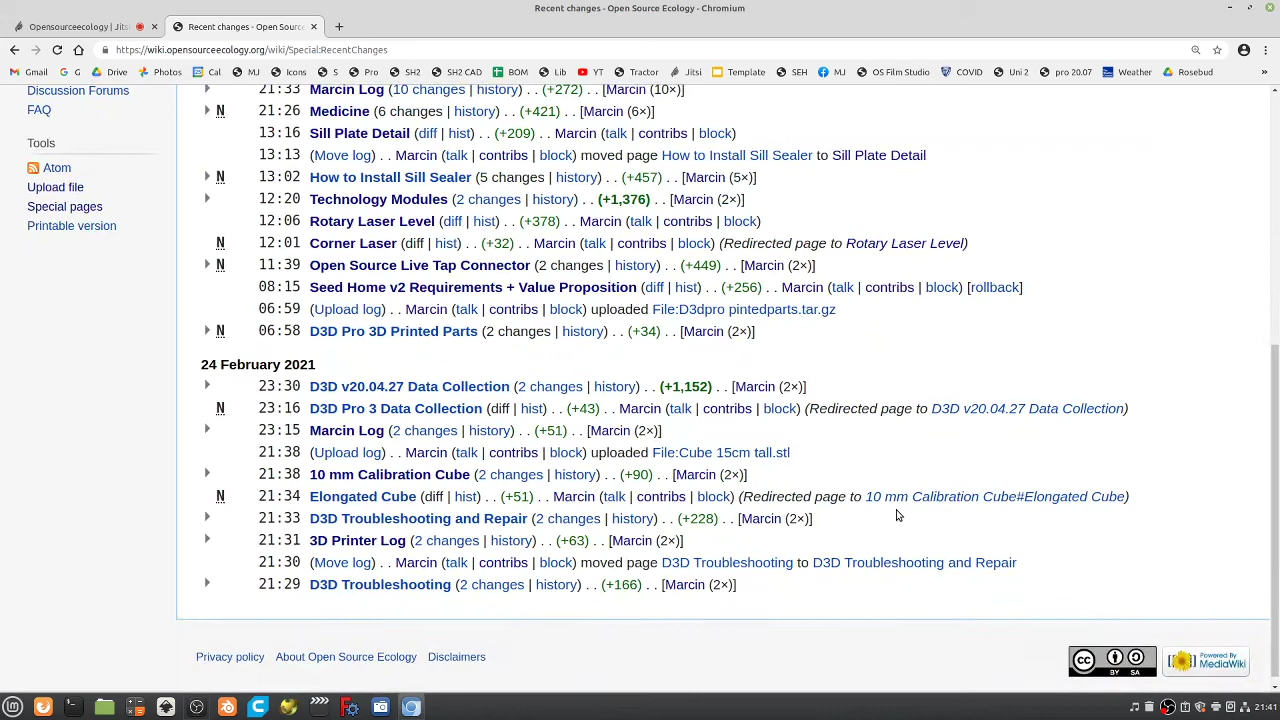 Recent changes - Open Source Ecology - Chromium
Opensourceecology | Jits
Recent changes - Open Source
https://wiki.opensourceecology.org/wiki/Special:RecentChanges
Gmail G Drive Photos Cal MJ Icons S Pro SH2 SH2 CAD BOM Lib YT Tractor Jitsi Template SEH MJ OS Film Studio COVID Uni 2 pro 20.07 Weather Rosebud »
Discussion Forums
FAQ
Tools
Atom
Upload file
Special pages
Printable version
21:33 Marcin Log (10 changes | history) . . (+272) . . [Marcin (10×)]
N 21:26 Medicine (6 changes | history) . . (+421) . . [Marcin (6×)]
13:16 Sill Plate Detail (diff | hist) . . (+209) . . Marcin (talk | contribs | block)
13:13 (Move log) . . Marcin (talk | contribs | block) moved page How to Install Sill Sealer to Sill Plate Detail
N 13:02 How to Install Sill Sealer (5 changes | history) . . (+457) . . [Marcin (5×)]
12:20 Technology Modules (2 changes | history) . . (+1,376) . . [Marcin (2×)]
12:06 Rotary Laser Level (diff | hist) . . (+378) . . Marcin (talk | contribs | block)
N 12:01 Corner Laser (diff | hist) . . (+32) . . Marcin (talk | contribs | block) (Redirected page to Rotary Laser Level)
N 11:39 Open Source Live Tap Connector (2 changes | history) . . (+449) . . [Marcin (2×)]
08:15 Seed Home v2 Requirements + Value Proposition (diff | hist) . . (+256) . . Marcin (talk | contribs | block) [rollback]
06:59 (Upload log) . . Marcin (talk | contribs | block) uploaded File:D3dpro pintedparts.tar.gz
N 06:58 D3D Pro 3D Printed Parts (2 changes | history) . . (+34) . . [Marcin (2×)]
24 February 2021
23:30 D3D v20.04.27 Data Collection (2 changes | history) . . (+1,152) . . [Marcin (2×)]
N 23:16 D3D Pro 3 Data Collection (diff | hist) . . (+43) . . Marcin (talk | contribs | block) (Redirected page to D3D v20.04.27 Data Collection)
23:15 Marcin Log (2 changes | history) . . (+51) . . [Marcin (2×)]
21:38 (Upload log) . . Marcin (talk | contribs | block) uploaded File:Cube 15cm tall.stl
21:38 10 mm Calibration Cube (2 changes | history) . . (+90) . . [Marcin (2×)]
N 21:34 Elongated Cube (diff | hist) . . (+51) . . Marcin (talk | contribs | block) (Redirected page to 10 mm Calibration Cube#Elongated Cube)
21:33 D3D Troubleshooting and Repair (2 changes | history) . . (+228) . . [Marcin (2×)]
21:31 3D Printer Log (2 changes | history) . . (+63) . . [Marcin (2×)]
21:30 (Move log) . . Marcin (talk | contribs | block) moved page D3D Troubleshooting to D3D Troubleshooting and Repair
21:29 D3D Troubleshooting (2 changes | history) . . (+166) . . [Marcin (2×)]
Privacy policy About Open Source Ecology Disclaimers
cc BY SA
Powered By MediaWiki
21:41